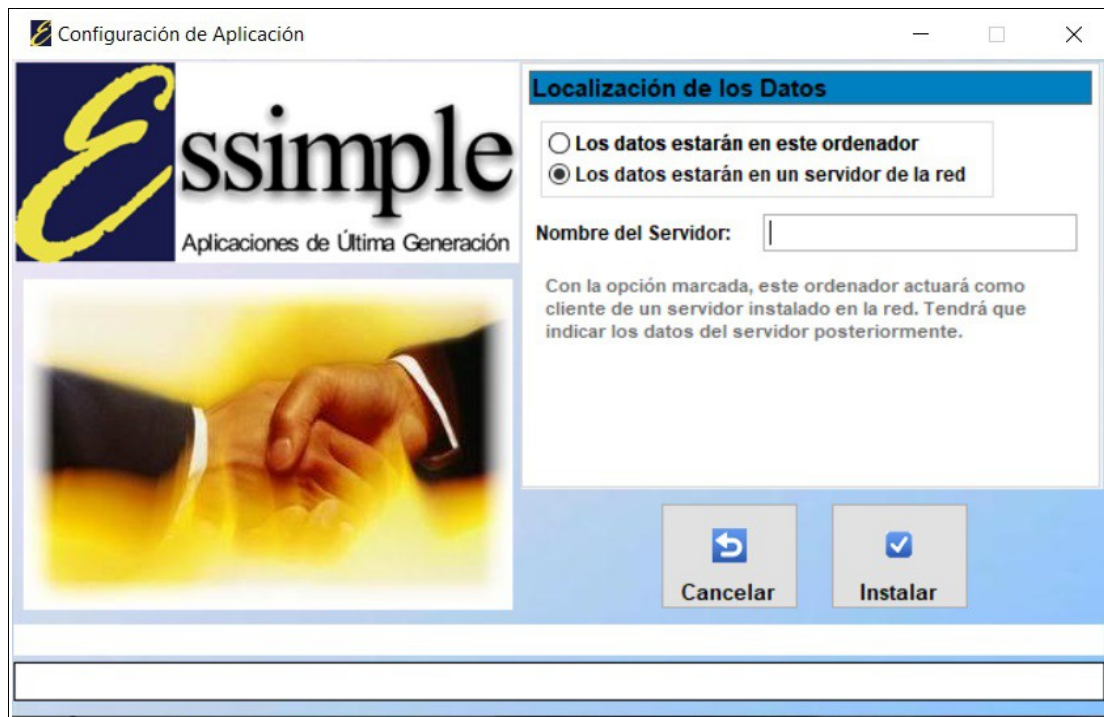 Configuración de Aplicación
Essimple
Aplicaciones de Última Generación
Localización de los Datos
Los datos estarán en este ordenador
Los datos estarán en un servidor de la red
Nombre del Servidor:
Con la opción marcada, este ordenador actuará como
cliente de un servidor instalado en la red. Tendrá que
indicar los datos del servidor posteriormente.
Cancelar
Instalar